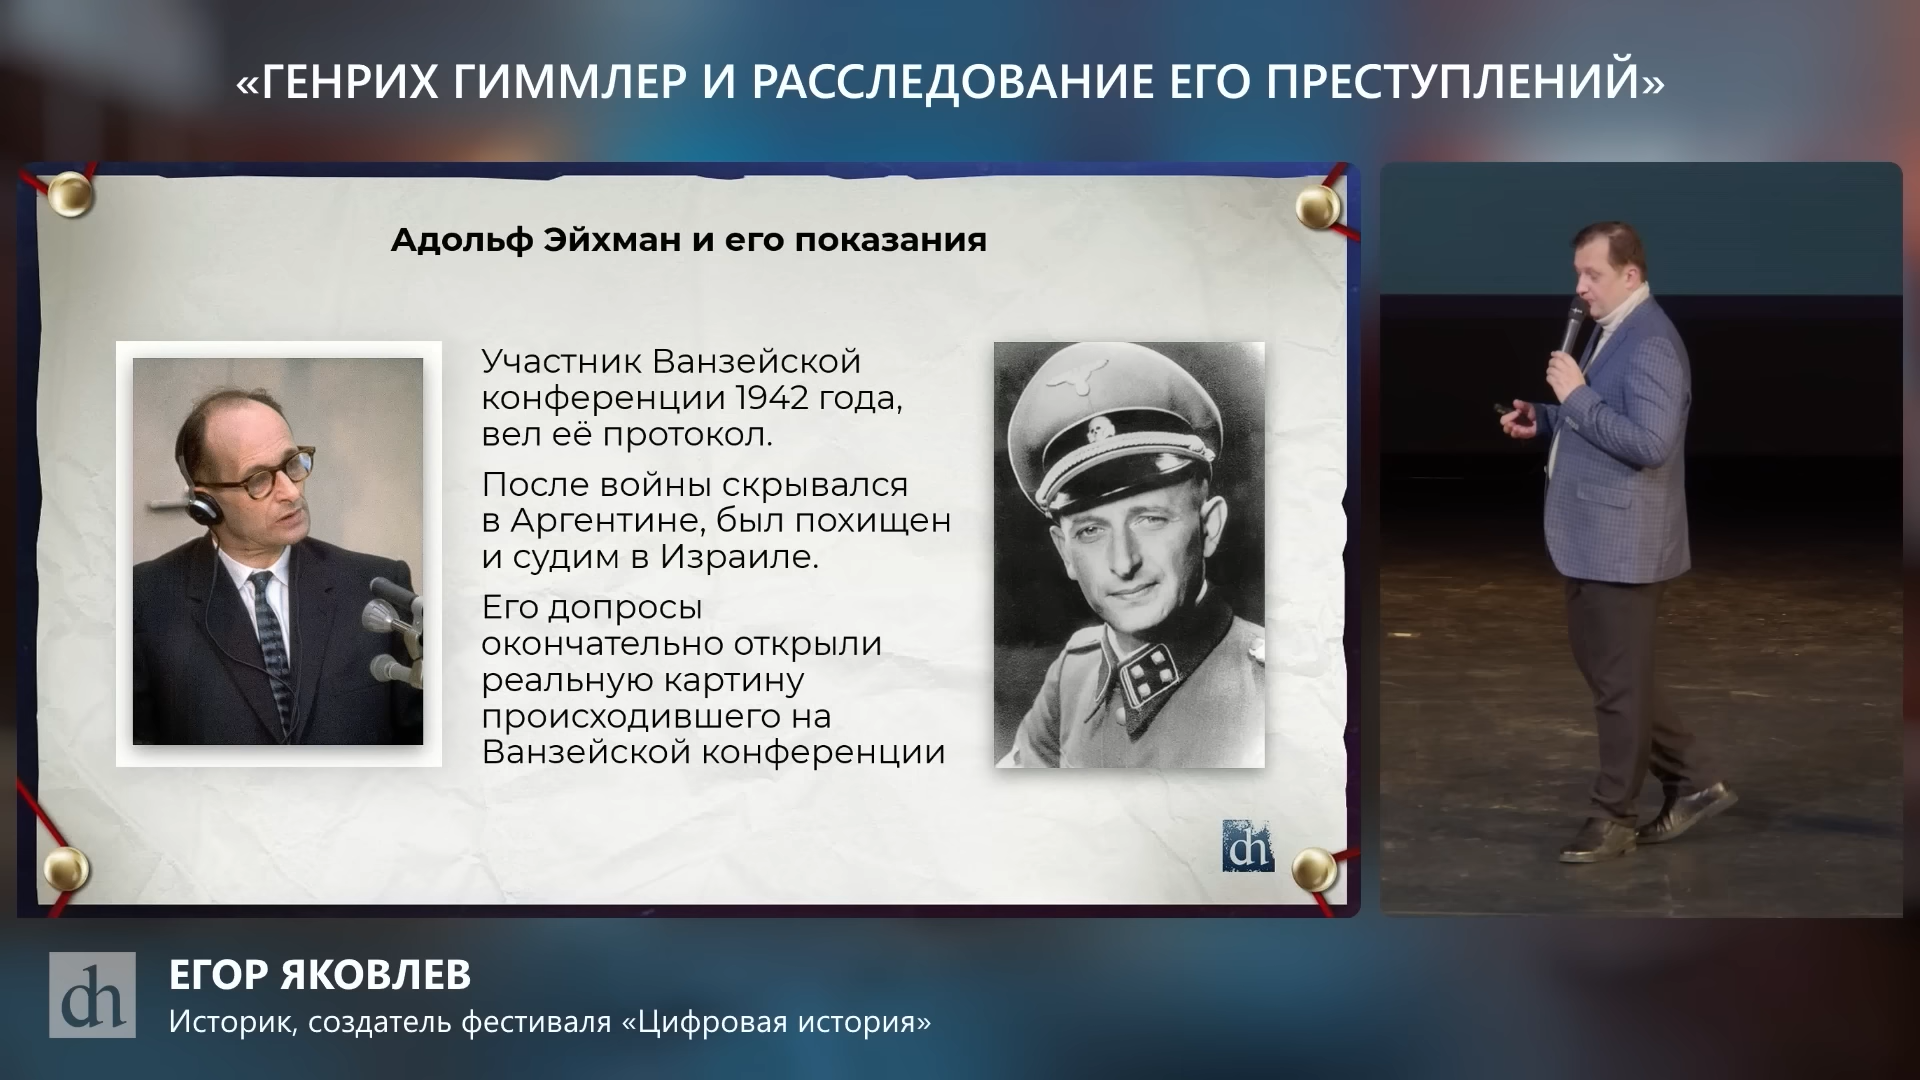 «ГЕНРИХ ГИММЛЕР И РАССЛЕДОВАНИЕ ЕГО ПРЕСТУПЛЕНИЙ»
Адольф Эйхман и его показания
Участник Ванзейской
конференции 1942 года,
вел её протокол.
После войны скрывался
в Аргентине, был похищен
и судим в Израиле.
Его допросы
окончательно открыли
реальную картину
происходившего на
Ванзейской конференции
dh
dh
ЕГОР ЯКОВЛЕВ
Историк, создатель фестиваля «Цифровая история»